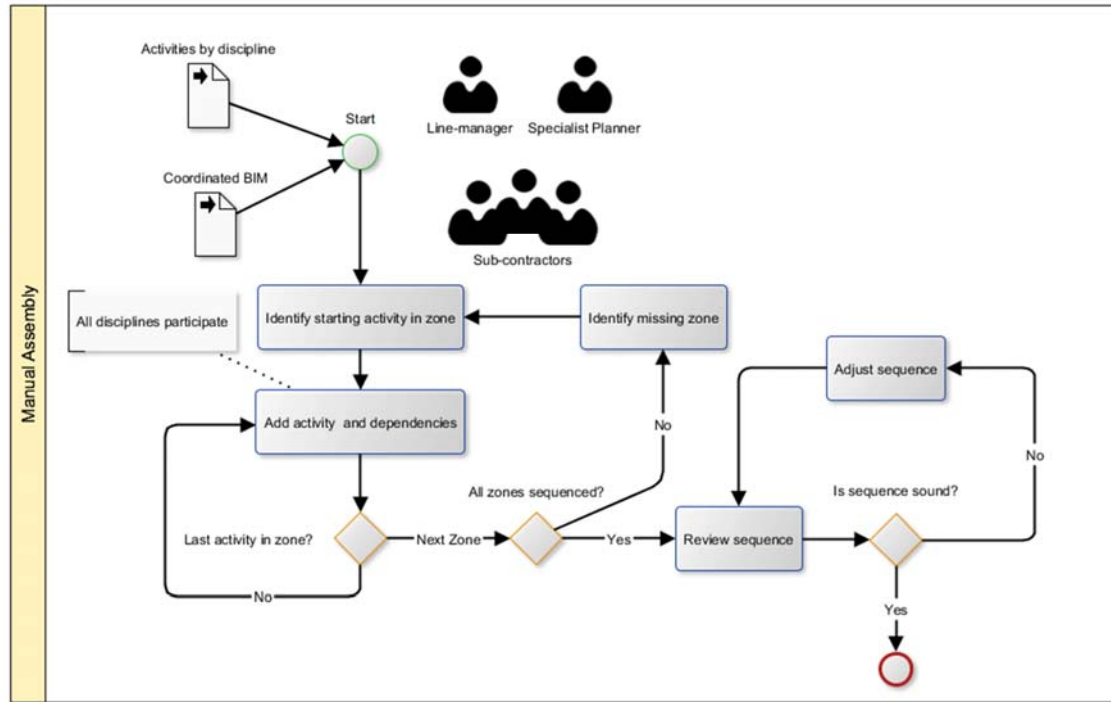 Manual Assembly
Activities by discipline
Start
Line-manager
Specialist Planner
Coordinated BIM
Sub-contractors
All disciplines participate
Identify starting activity in zone
Identify missing zone
Adjust sequence
Add activity and dependencies
No
No
All zones sequenced?
Is sequence sound?
Last activity in zone?
Next Zone
Yes
Review sequence
No
Yes